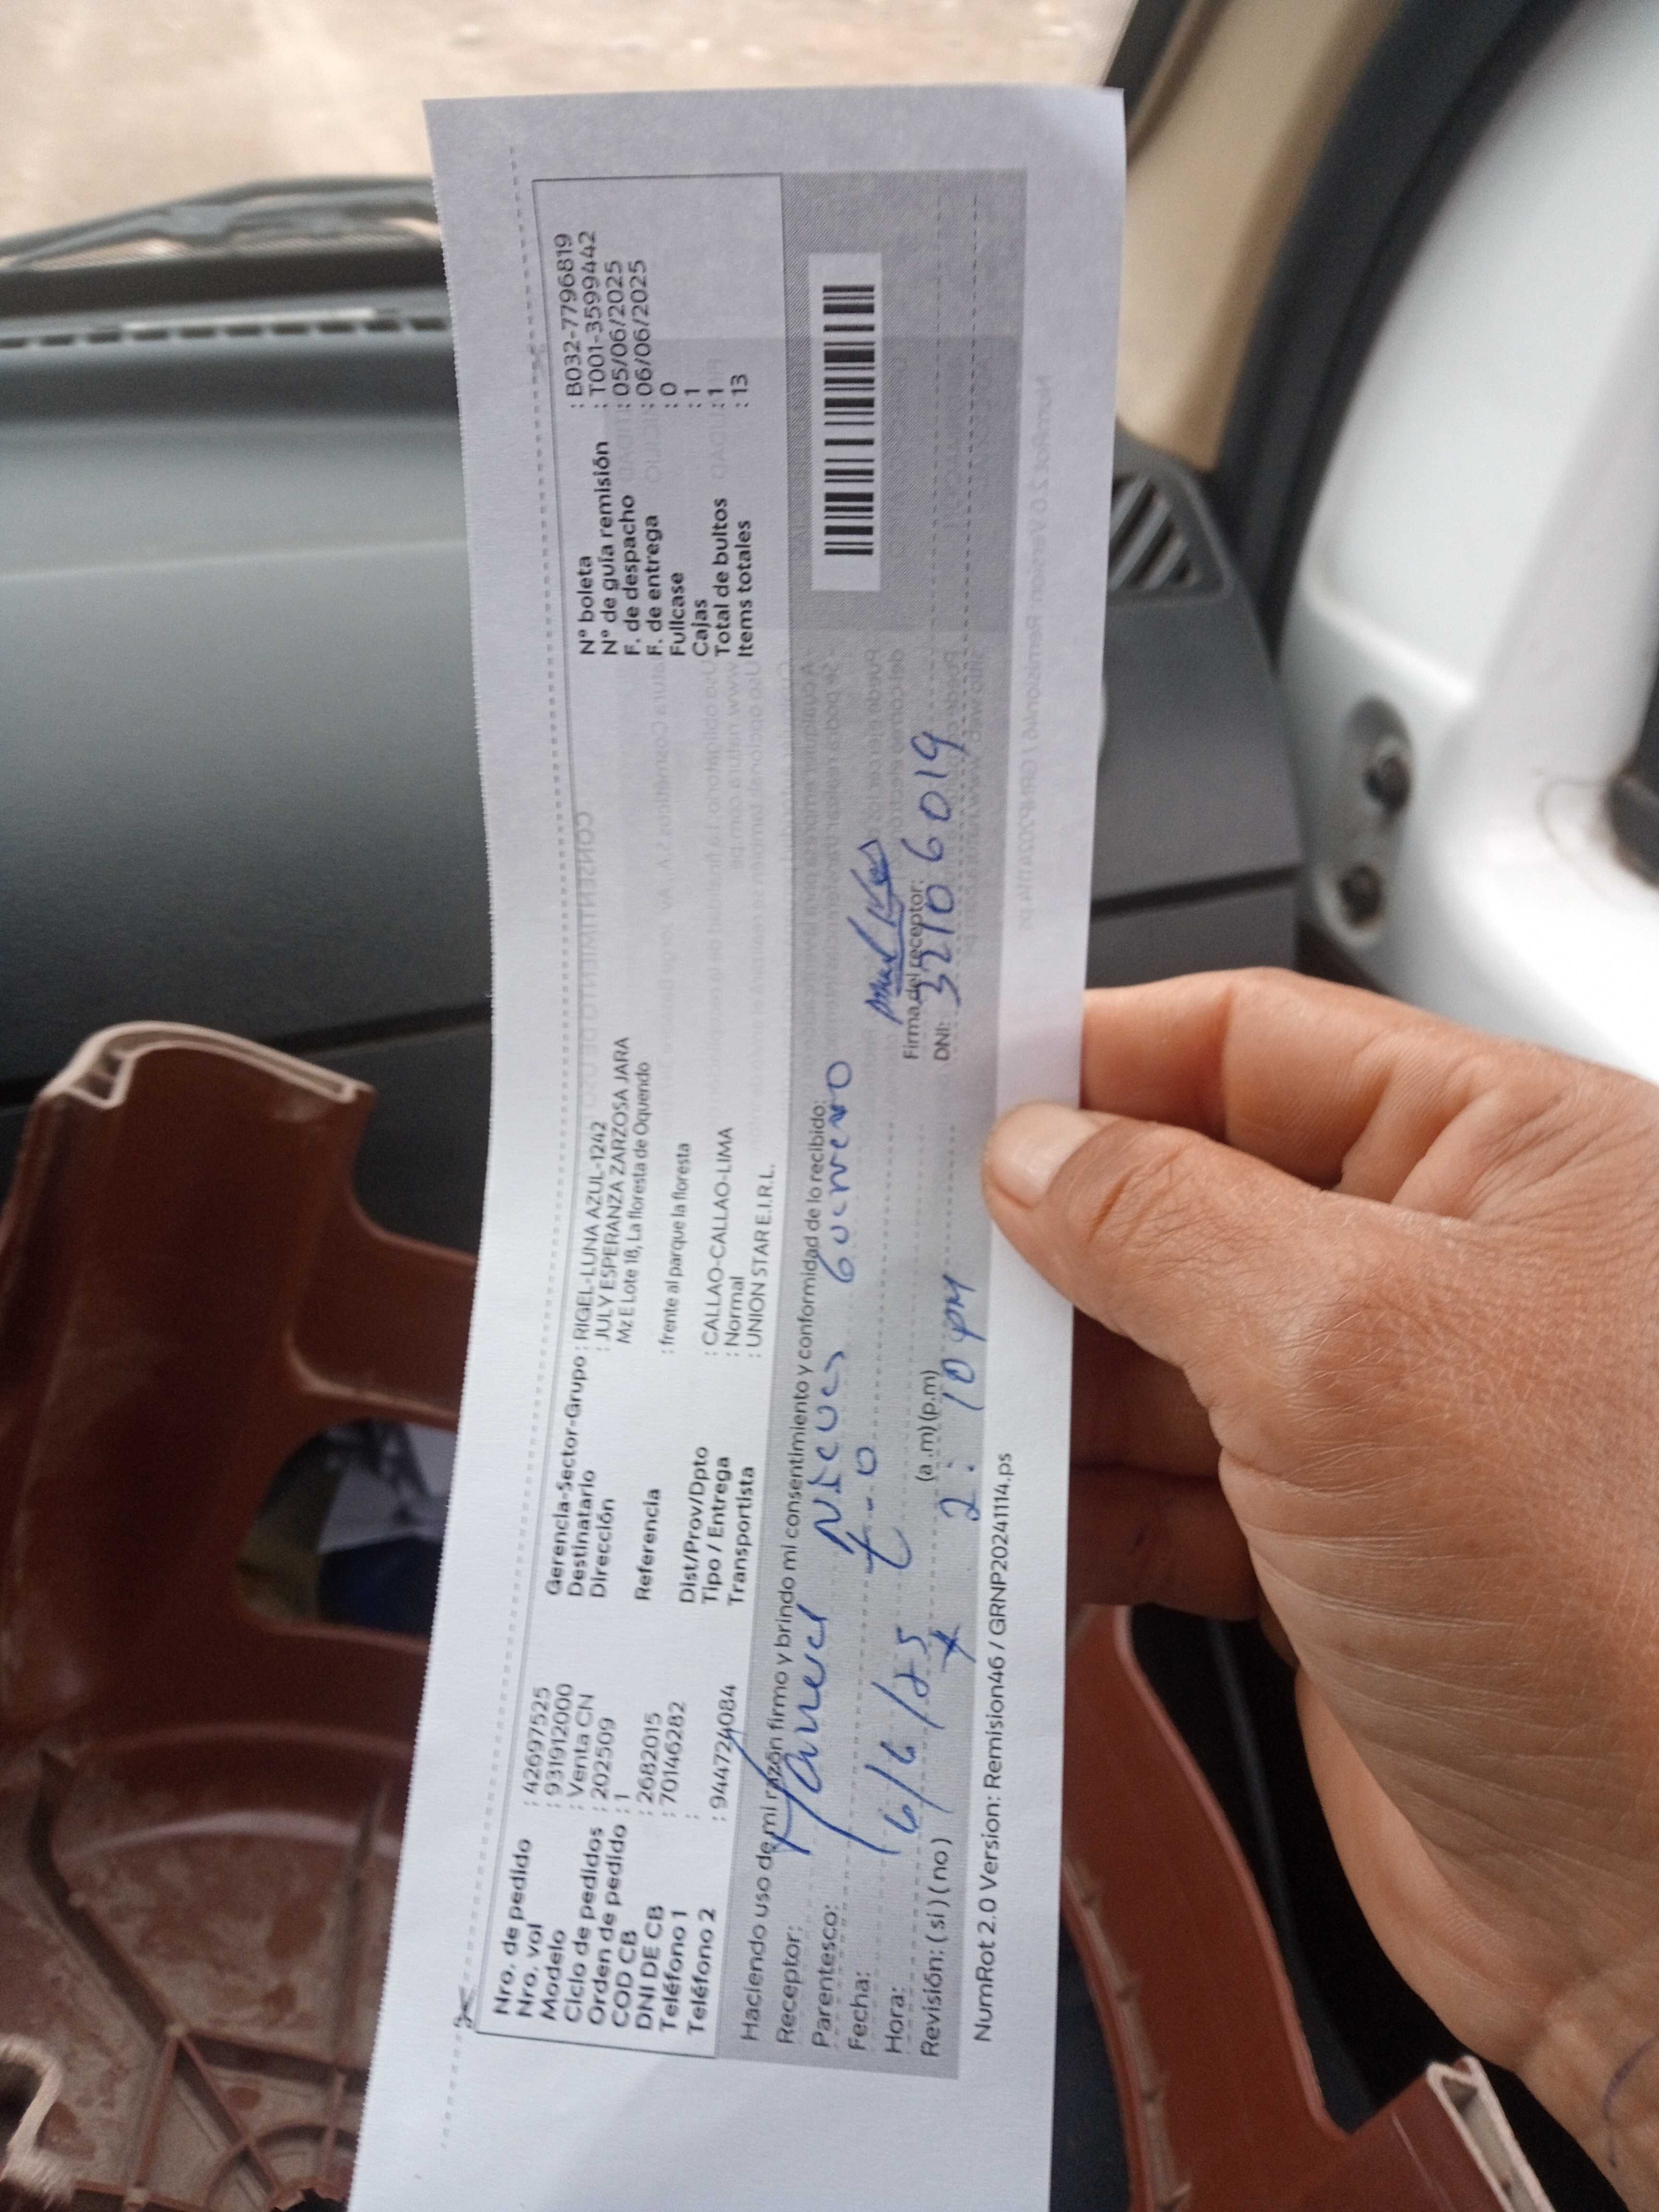 Nro. de pedido : 42697525
Nro. vol : 931912000
Modelo : Venta CN
Ciclo de pedidos : 202509
Orden de pedido : 1
COD CB : 2682015
DNI DE CB : 70146282
Teléfono 1 :
Teléfono 2 : 944724084
Gerencia-Sector-Grupo : RIGEL-LUNA AZUL-1242
Destinatario : JULY ESPERANZA ZARZOSA JARA
Dirección Mz E Lote 18, La floresta de Oquendo
Referencia : frente al parque la floresta
Dist/Prov/Dpto : CALLAO-CALLAO-LIMA
Tipo / Entrega : Normal
Transportista : UNION STAR E.I.R.L.
N° boleta : B032-7796819
N° de guía remisión : T001-3599442
F. de despacho : 05/06/2025
F. de entrega : 06/06/2025
Fullcase : 0
Cajas : 1
Total de bultos : 1
Items totales : 13
Haciendo uso de mi razón firmo y brindo mi consentimiento y conformidad de lo recibido:
Receptor: Manuel Nieves Guerrero
Parentesco:
Fecha: 6/6/25
Hora: (a .m) (p.m) 2:10 pm
Revisión: ( si ) ( no )
Firma del receptor:
DNI: 32106019
NumRot 2.0 Version: Remision46 / GRNP20241114.ps